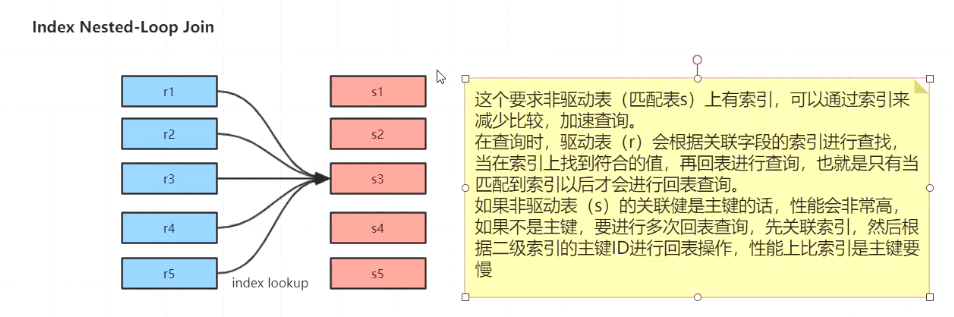 Index Nested-Loop Join
r1
s1
r2
s2
r3
s3
r4
s4
r5
s5
index lookup
这个要求非驱动表（匹配表s）上有索引，可以通过索引来
减少比较，加速查询。
在查询时，驱动表（r）会根据关联字段的索引进行查找，
当在索引上找到符合的值，再回表进行查询，也就是只有当
匹配到索引以后才会进行回表查询。
如果非驱动表（s）的关联健是主键的话，性能会非常高，
如果不是主键，要进行多次回表查询，先关联索引，然后根
据二级索引的主键ID进行回表操作，性能上比索引是主键要
慢